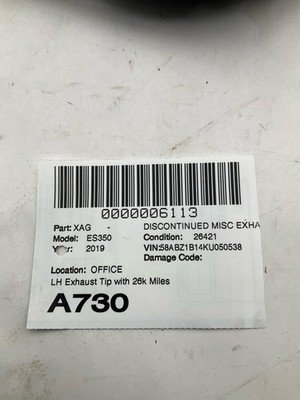 0000006113
Part: XAG - DISCONTINUED MISC EXHA
Model: ES350 Condition: 26421
Year: 2019 VIN:58ABZ1B14KU050538
Damage Code:
Location: OFFICE
LH Exhaust Tip with 26k Miles
A730